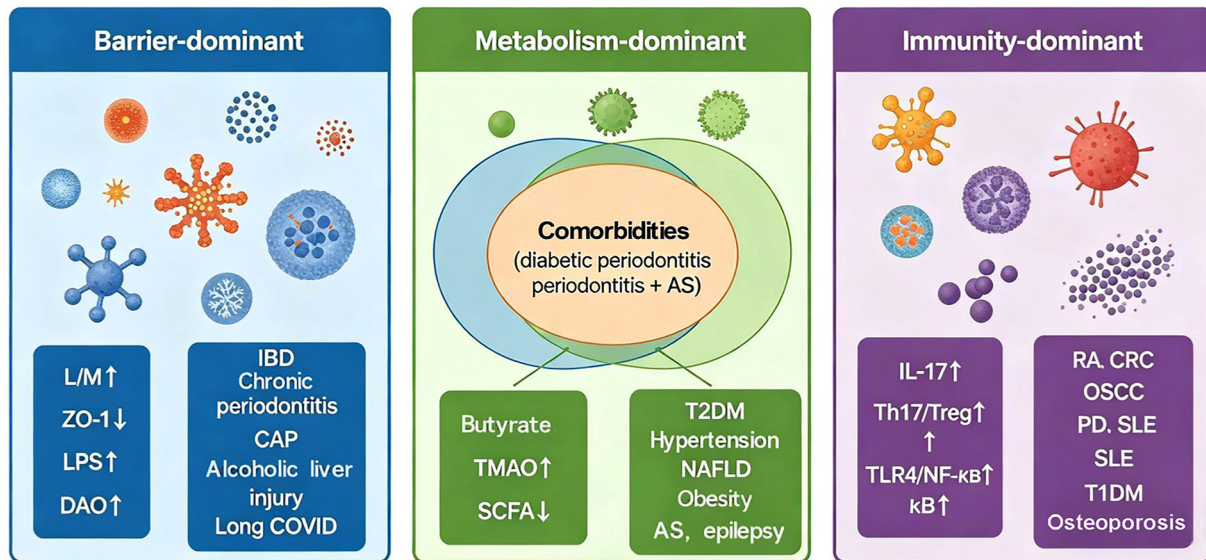 Barrier-dominant
L/M↑
ZO-1↓
LPS↑
DAO↑
IBD
Chronic
periodontitis
CAP
Alcoholic liver
injury
Long COVID
Metabolism-dominant
Comorbidities
(diabetic periodontitis
periodontitis + AS)
Butyrate
TMAO↑
SCFA↓
T2DM
Hypertension
NAFLD
Obesity
AS, epilepsy
Immunity-dominant
IL-17↑
Th17/Treg↑
↑
TLR4/NF-κB↑
κB↑
RA. CRC
OSCC
PD. SLE
SLE
T1DM
Osteoporosis